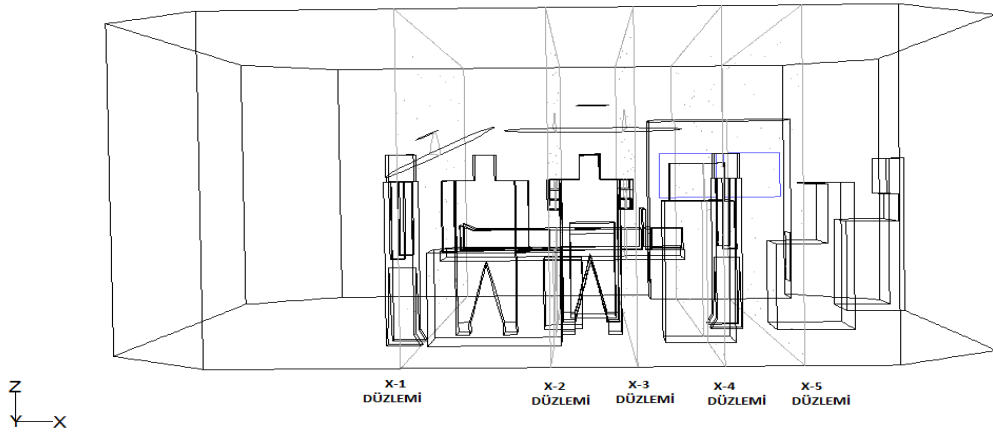 X-1
DÜZLEMİ
X-2
DÜZLEMİ
X-3
DÜZLEMİ
X-4
DÜZLEMİ
X-5
DÜZLEMİ
Z
Y
X